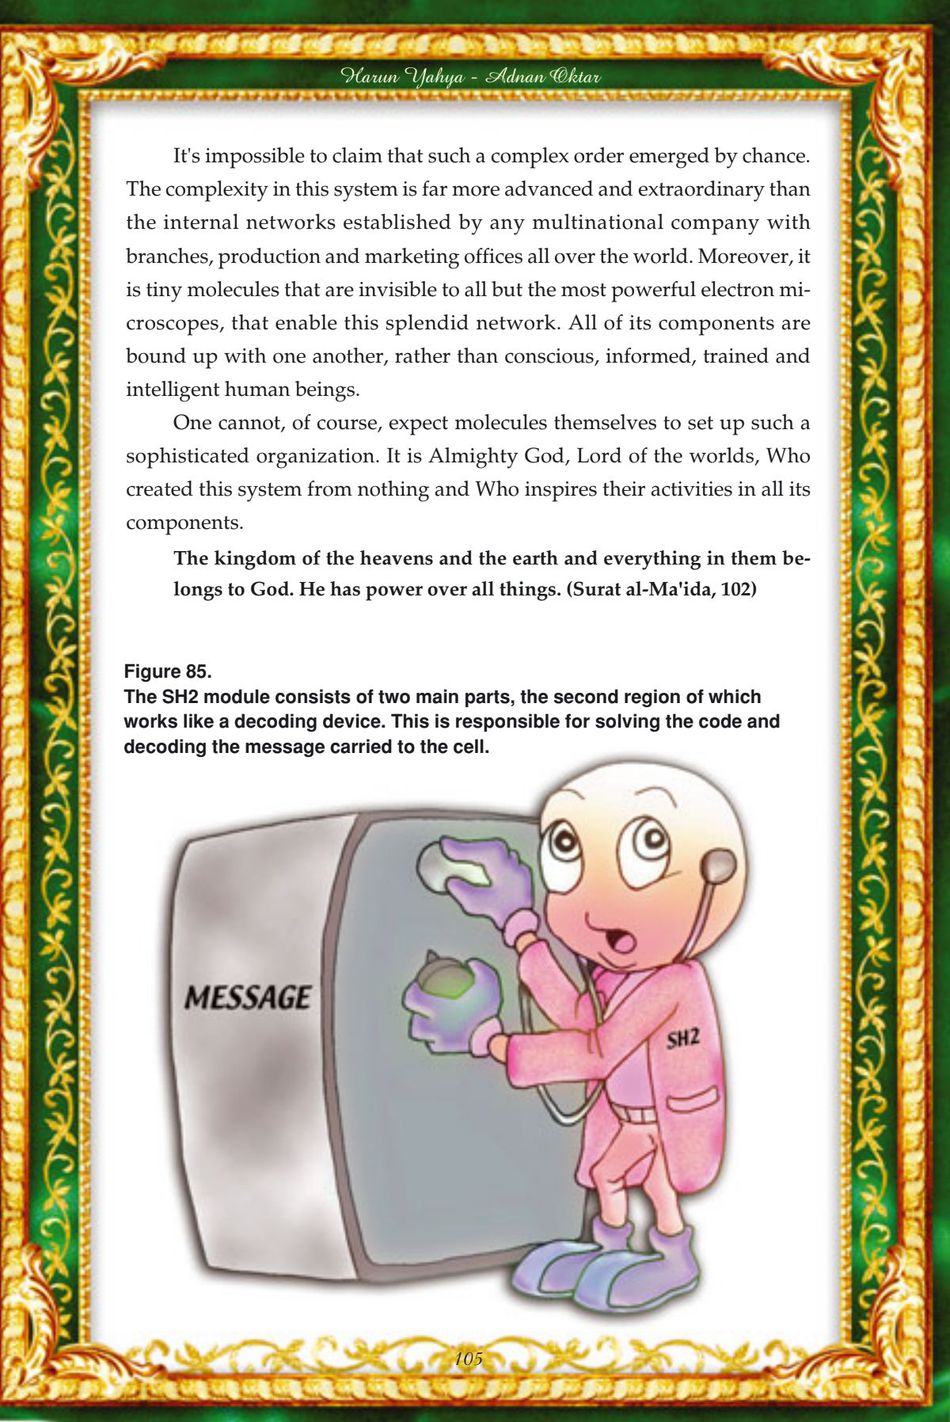 Harun Yahya - Adnan Oktar
It's impossible to claim that such a complex order emerged by chance.
The complexity in this system is far more advanced and extraordinary than
the internal networks established by any multinational company with
branches, production and marketing offices all over the world. Moreover, it
is tiny molecules that are invisible to all but the most powerful electron mi-
croscopes, that enable this splendid network. All of its components are
bound up with one another, rather than conscious, informed, trained and
intelligent human beings.
One cannot, of course, expect molecules themselves to set up such a
sophisticated organization. It is Almighty God, Lord of the worlds, Who
created this system from nothing and Who inspires their activities in all its
components.
The kingdom of the heavens and the earth and everything in them be-
longs to God. He has power over all things. (Surat al-Ma'ida, 102)
Figure 85.
The SH2 module consists of two main parts, the second region of which
works like a decoding device. This is responsible for solving the code and
decoding the message carried to the cell.
MESSAGE
SH2
105